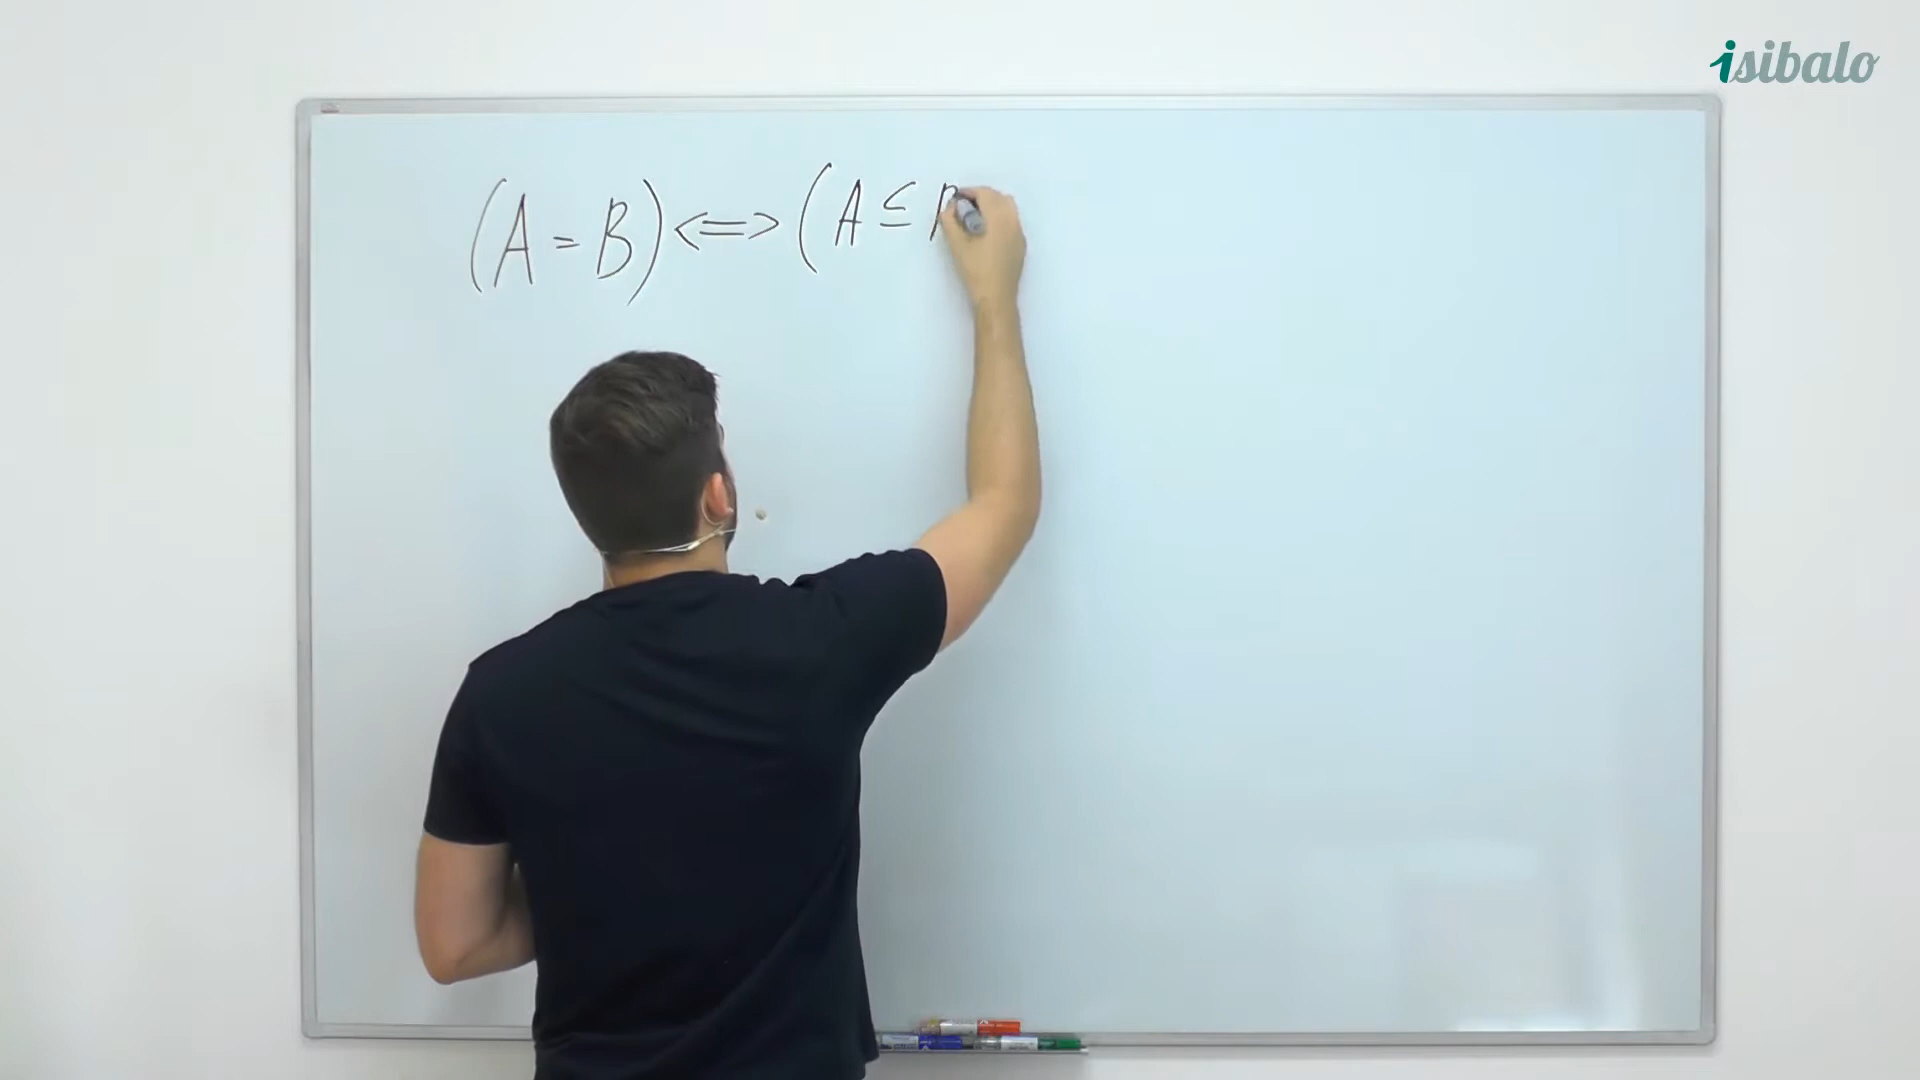 isibalo
(A = B) <=> (A ⊆ B